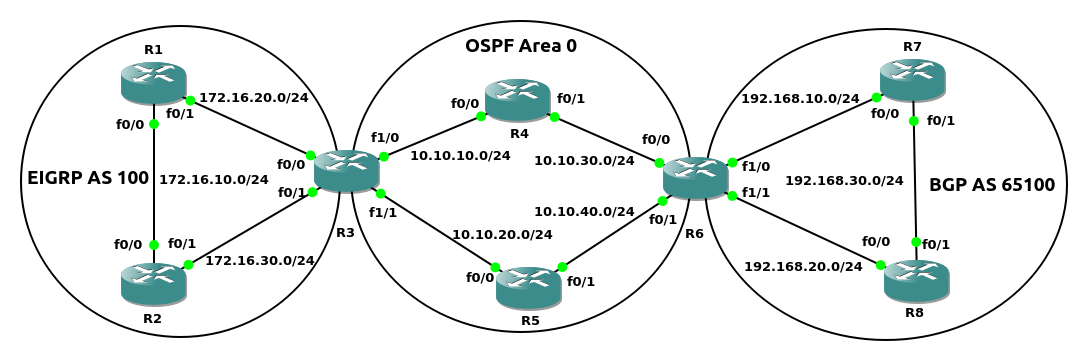 OSPF Area 0
R1
R7
172.16.20.0/24
192.168.10.0/24
f0/0
f0/1
f0/1
f0/0
f0/0
f0/1
R4
f1/0
f0/0
f0/1
10.10.10.0/24
10.10.30.0/24
f0/0
f1/0
EIGRP AS 100
172.16.10.0/24
192.168.30.0/24
BGP AS 65100
f0/1
f1/1
f1/1
R3
10.10.40.0/24
f0/1
R6
10.10.20.0/24
f0/0
f0/1
f0/0
f0/1
172.16.30.0/24
192.168.20.0/24
f0/0
f0/1
R2
R5
R8